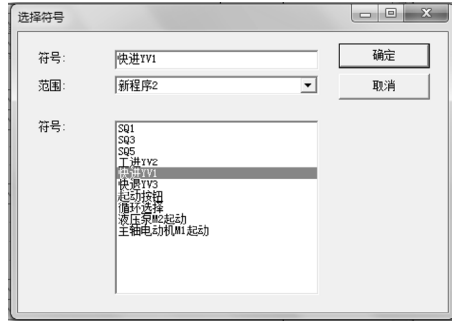 选择符号
符号:
快进YV1
确定
范围:
新程序2
取消
符号:
SQ1
SQ3
SQ5
工进YV2
快进YV1
快退YV3
起动按钮
循环选择
液压泵M2起动
主轴电动机M1起动